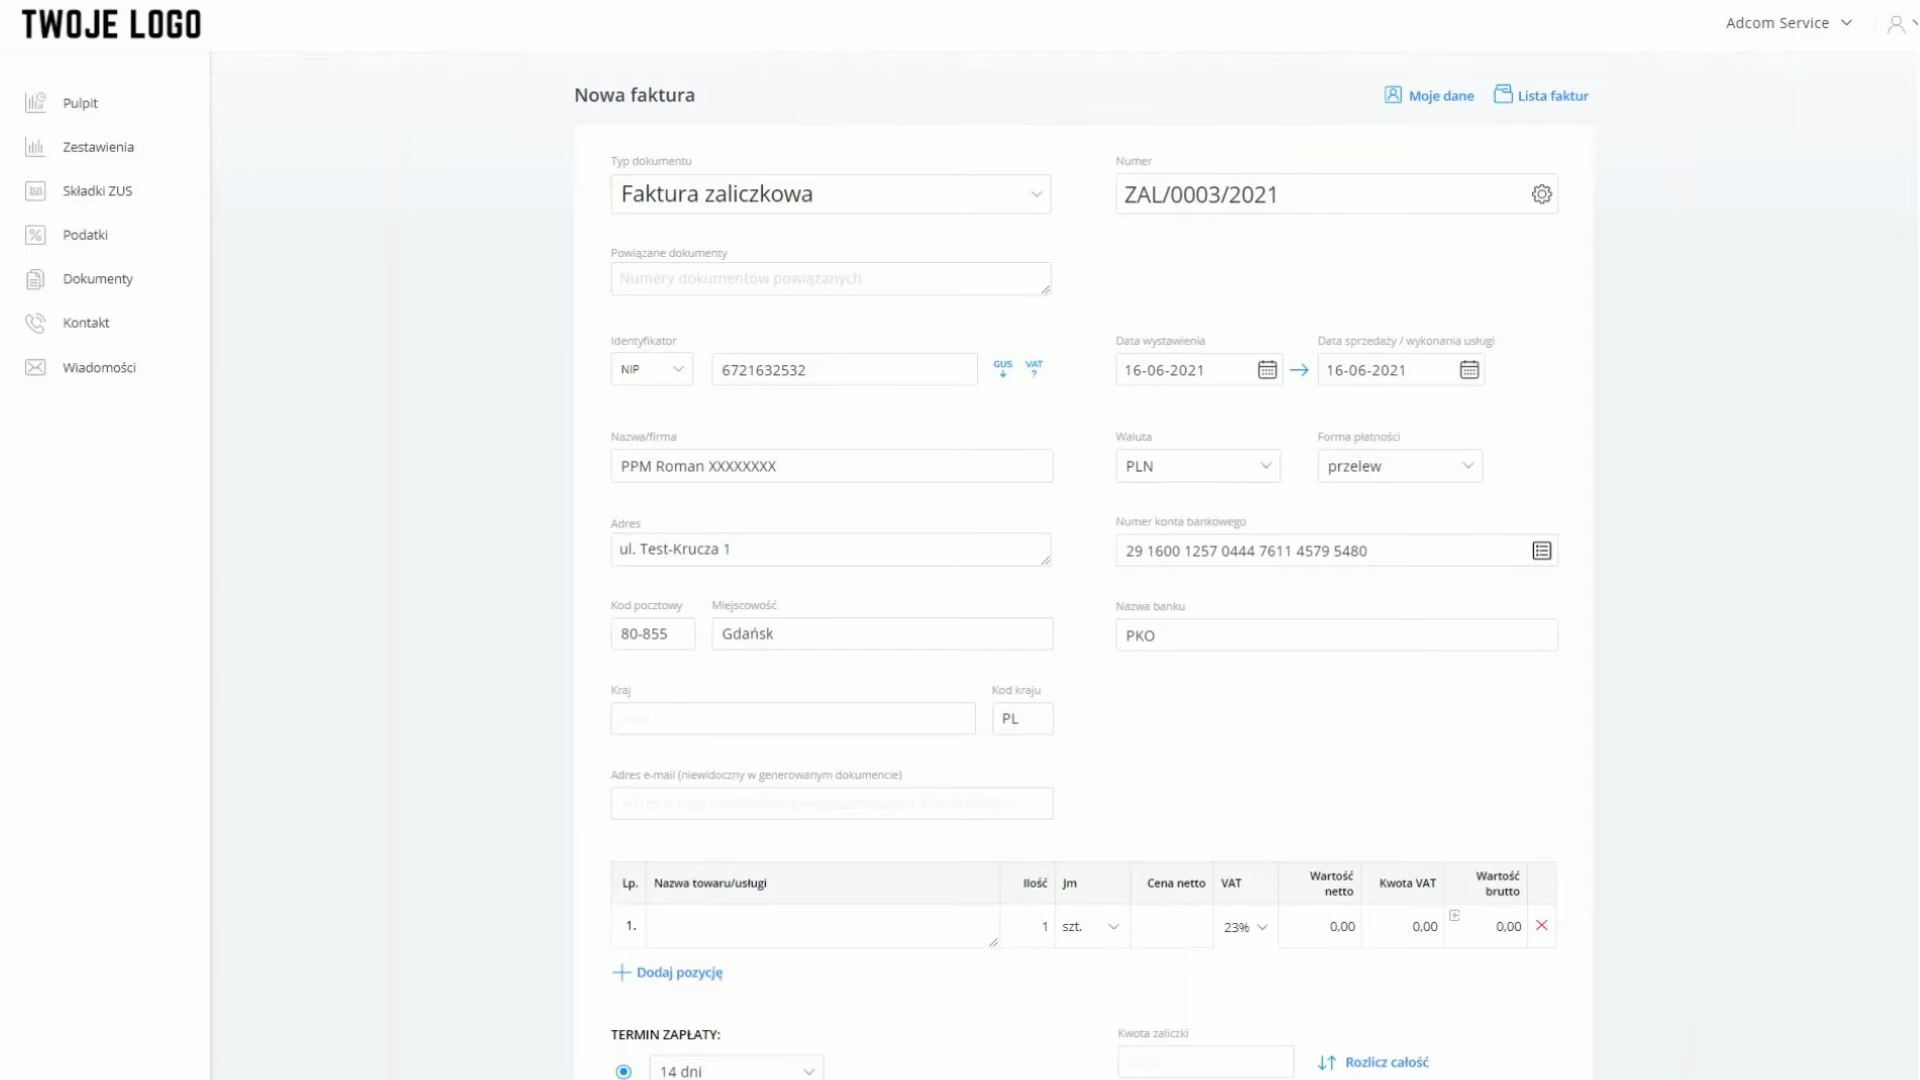 TWOJE LOGO
Adcom Service
Pulpit
Zestawienia
Składki ZUS
Podatki
Dokumenty
Kontakt
Wiadomości
Nowa faktura
Moje dane
Lista faktur
Typ dokumentu
Faktura zaliczkowa
Numer
ZAL/0003/2021
Powiązane dokumenty
Numery dokumentów powiązanych
Identyfikator
NIP
6721632532
GUS
VAT
?
Data wystawienia
16-06-2021
Data sprzedaży / wykonania usługi
16-06-2021
Nazwa/firma
PPM Roman XXXXXXXX
Waluta
PLN
Forma płatności
przelew
Adres
ul. Test-Krucza 1
Numer konta bankowego
29 1600 1257 0444 7611 4579 5480
Kod pocztowy
80-855
Miejscowość
Gdańsk
Nazwa banku
PKO
Kraj
Kod kraju
PL
Adres e-mail (niewidoczny w generowanym dokumencie)
Lp. Nazwa towaru/usługi Ilość Jm Cena netto VAT Wartość netto Kwota VAT Wartość brutto
1. 1 szt. 23% 0,00 0,00 0,00
Dodaj pozycję
TERMIN ZAPŁATY:
14 dni
Kwota zaliczki
Rozlicz całość